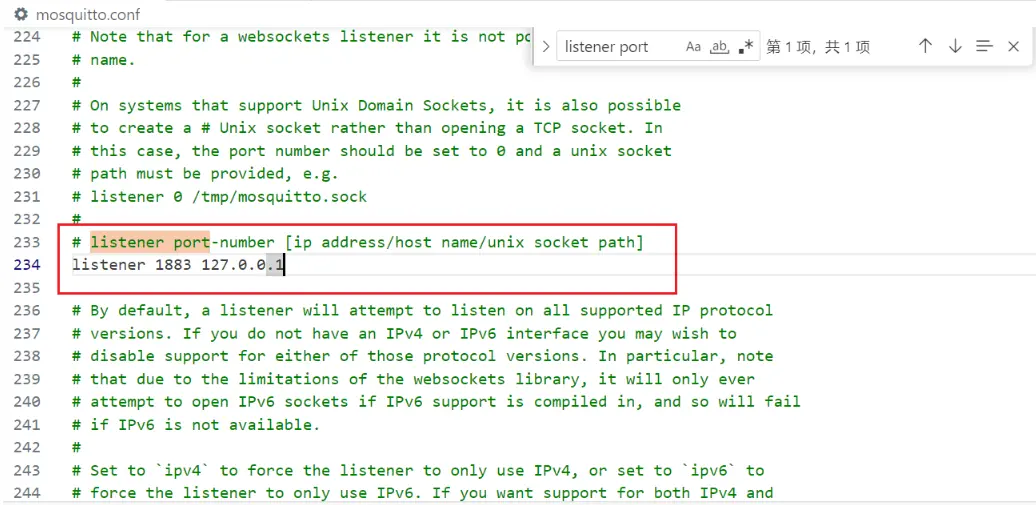 mosquitto.conf
listener port
Aa
ab
.*
第 1 项，共 1 项
224 # Note that for a websockets listener it is not
225 # name.
226 #
227 # On systems that support Unix Domain Sockets, it is also possible
228 # to create a # Unix socket rather than opening a TCP socket. In
229 # this case, the port number should be set to 0 and a unix socket
230 # path must be provided, e.g.
231 # listener 0 /tmp/mosquitto.sock
232 #
233 # listener port-number [ip address/host name/unix socket path]
234 listener 1883 127.0.0.1
235
236 # By default, a listener will attempt to listen on all supported IP protocol
237 # versions. If you do not have an IPv4 or IPv6 interface you may wish to
238 # disable support for either of those protocol versions. In particular, note
239 # that due to the limitations of the websockets library, it will only ever
240 # attempt to open IPv6 sockets if IPv6 support is compiled in, and so will fail
241 # if IPv6 is not available.
242 #
243 # Set to `ipv4` to force the listener to only use IPv4, or set to `ipv6` to
244 # force the listener to only use IPv6. If you want support for both IPv4 and